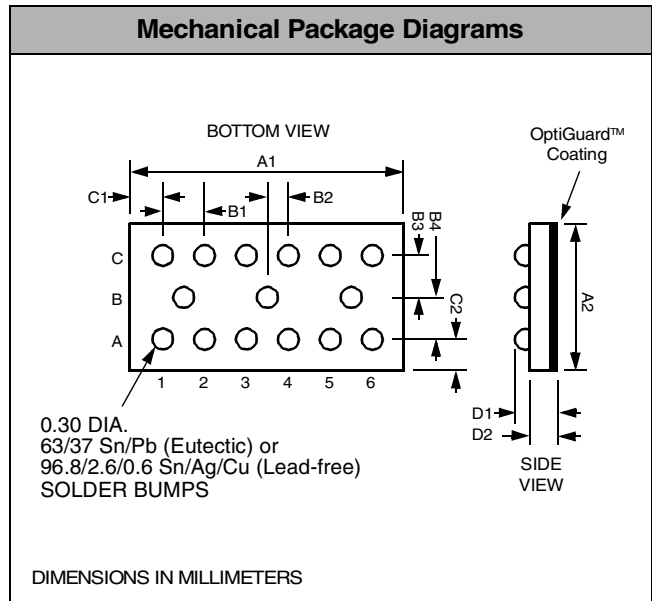 Mechanical Package Diagrams
BOTTOM VIEW
OptiGuard™
Coating
A1
C1
B1
B2
B3
B4
C
B
A
C2
A2
1 2 3 4 5 6
D1
D2
0.30 DIA.
63/37 Sn/Pb (Eutectic) or
96.8/2.6/0.6 Sn/Ag/Cu (Lead-free)
SOLDER BUMPS
SIDE
VIEW
DIMENSIONS IN MILLIMETERS